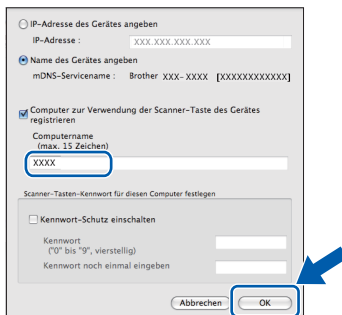 IP-Adresse des Gerätes angeben
IP-Adresse :
XXX.XXX.XXX.XXX
Name des Gerätes angeben
mDNS-Servicename : Brother XXX-XXXX [XXXXXXXXXXXX]
Computer zur Verwendung der Scanner-Taste des Gerätes
registrieren
Computername
(max. 15 Zeichen)
XXXX
Scanner-Tasten-Kennwort für diesen Computer festlegen
Kennwort-Schutz einschalten
Kennwort
("0" bis "9", vierstellig)
Kennwort noch einmal eingeben
Abbrechen OK